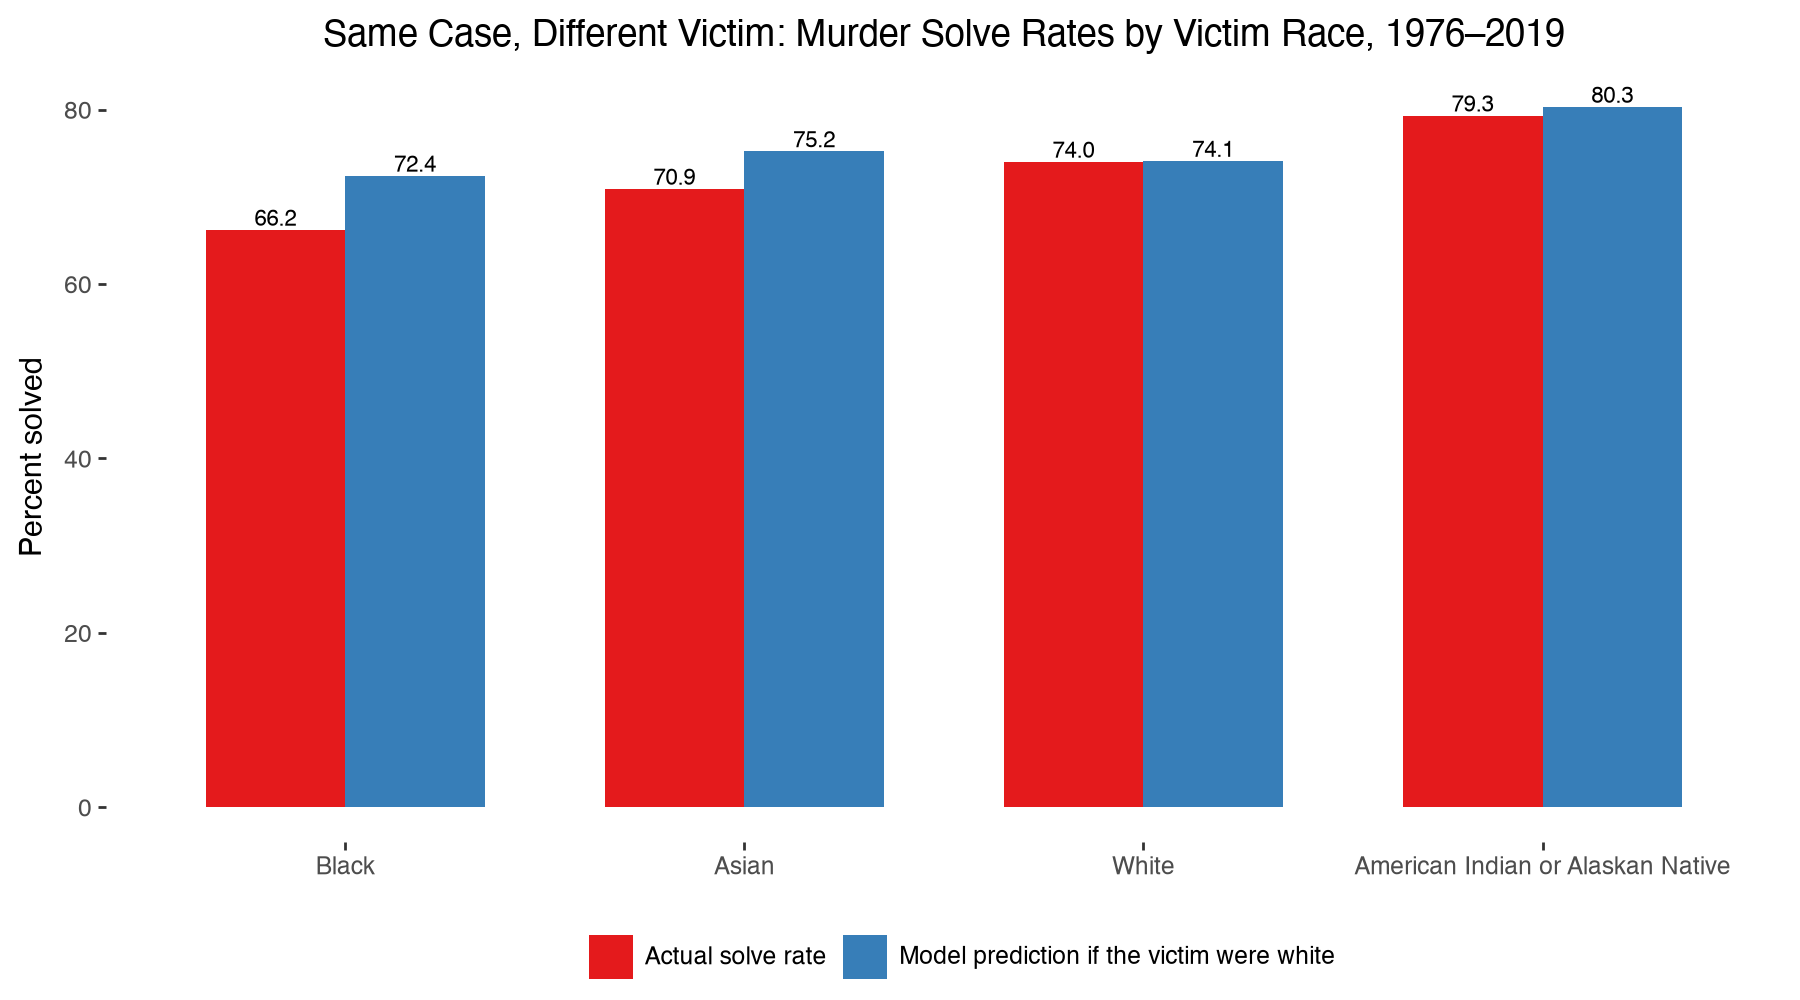 Same Case, Different Victim: Murder Solve Rates by Victim Race, 1976–2019
Percent solved
80
60
40
20
0
66.2
72.4
70.9
75.2
74.0
74.1
79.3
80.3
Black
Asian
White
American Indian or Alaskan Native
Actual solve rate
Model prediction if the victim were white